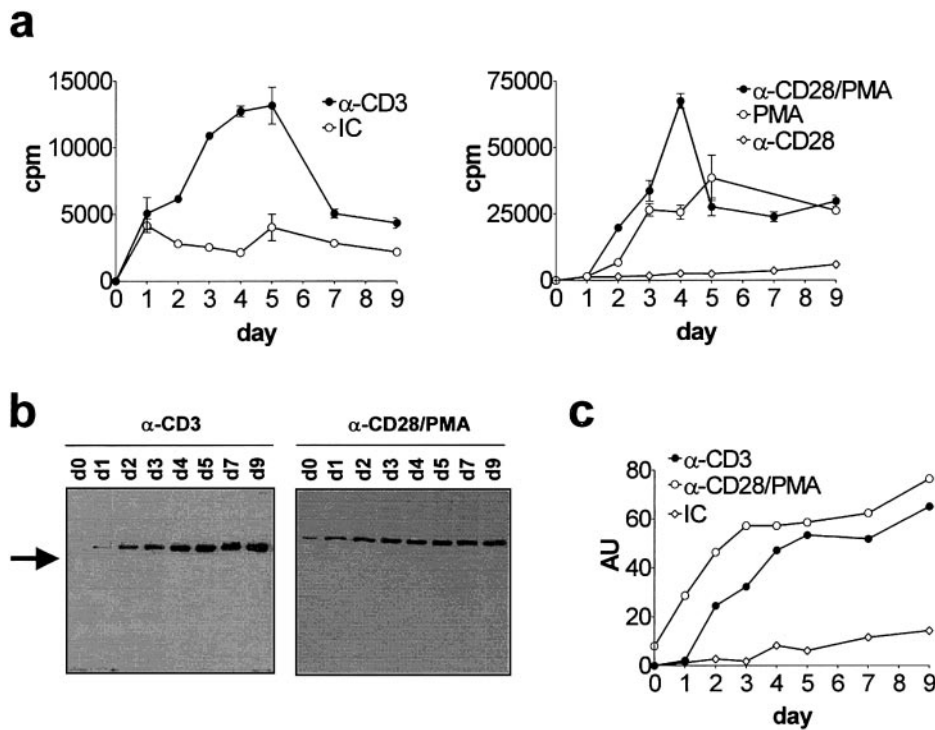 a
15000
10000
5000
0
cpm
α-CD3
IC
0 1 2 3 4 5 6 7 8 9
day
75000
50000
25000
0
cpm
α-CD28/PMA
PMA
α-CD28
0 1 2 3 4 5 6 7 8 9
day
b
α-CD3
d0 d1 d2 d3 d4 d5 d7 d9
α-CD28/PMA
d0 d1 d2 d3 d4 d5 d7 d9
c
80
60
40
20
0
AU
α-CD3
α-CD28/PMA
IC
0 1 2 3 4 5 6 7 8 9
day